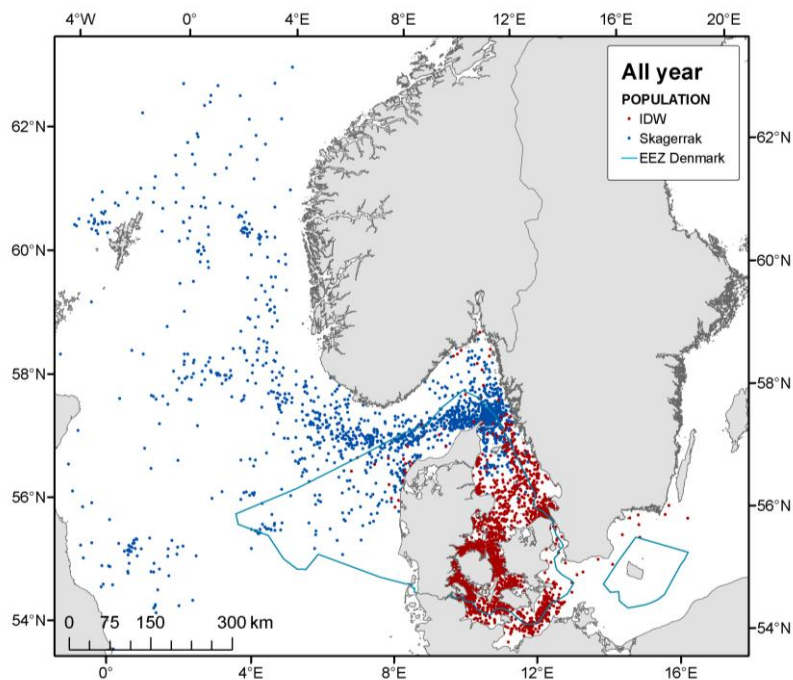 4°W 0° 4°E 8°E 12°E 16°E 20°E
All year
POPULATION
IDW
Skagerrak
EEZ Denmark
62°N 62°N
60°N 60°N
58°N 58°N
56°N 56°N
54°N 54°N
0 75 150 300 km
0° 4°E 8°E 12°E 16°E